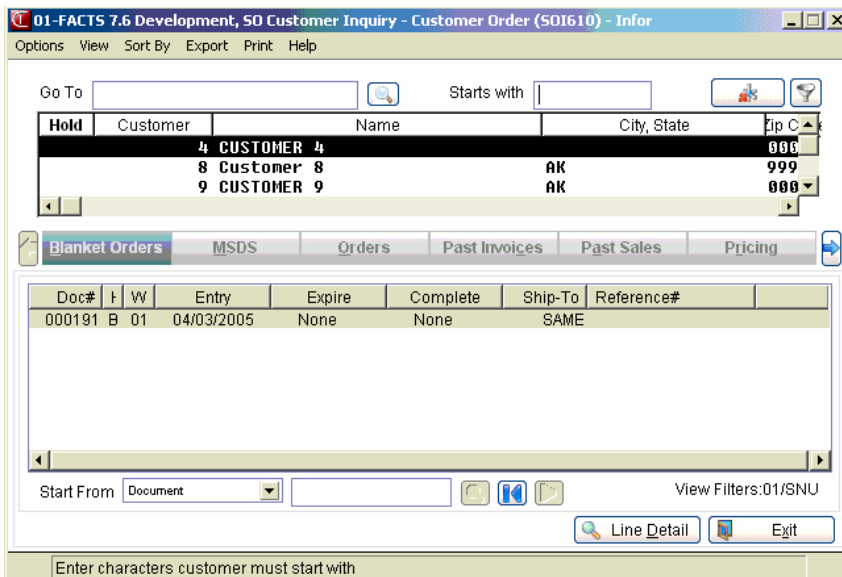 01-FACTS 7.6 Development, SO Customer Inquiry - Customer Order (SOI610) - Infor
Options View Sort By Export Print Help
Go To Starts with
Hold Customer Name City, State Zip C
4 CUSTOMER 4 000
8 Customer 8 AK 999
9 CUSTOMER 9 AK 000
Blanket Orders MSDS Orders Past Invoices Past Sales Pricing
Doc# H W Entry Expire Complete Ship-To Reference#
000191 B 01 04/03/2005 None None SAME
Start From Document View Filters:01/SNU
Line Detail Exit
Enter characters customer must start with